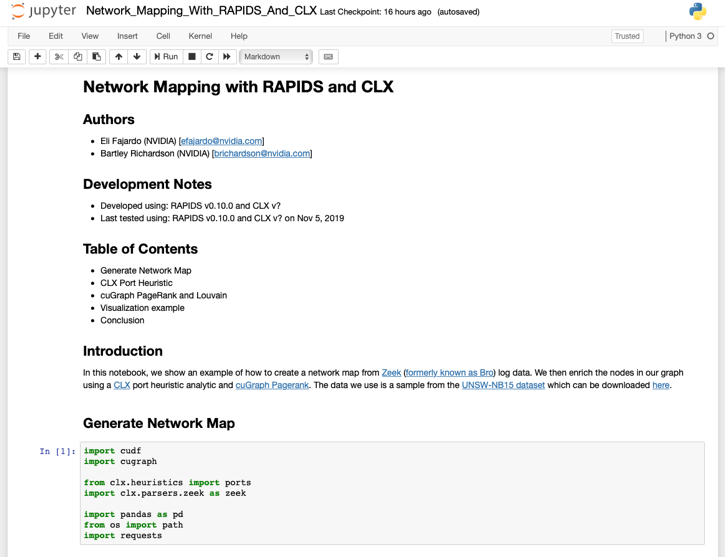 jupyter Network_Mapping_With_RAPIDS_And_CLX Last Checkpoint: 16 hours ago (autosaved)
File Edit View Insert Cell Kernel Help Trusted Python 3
Run Markdown
Network Mapping with RAPIDS and CLX
Authors
• Eli Fajardo (NVIDIA) [efajardo@nvidia.com]
• Bartley Richardson (NVIDIA) [brichardson@nvidia.com]
Development Notes
• Developed using: RAPIDS v0.10.0 and CLX v?
• Last tested using: RAPIDS v0.10.0 and CLX v? on Nov 5, 2019
Table of Contents
• Generate Network Map
• CLX Port Heuristic
• cuGraph PageRank and Louvain
• Visualization example
• Conclusion
Introduction
In this notebook, we show an example of how to create a network map from Zeek (formerly known as Bro) log data. We then enrich the nodes in our graph
using a CLX port heuristic analytic and cuGraph Pagerank. The data we use is a sample from the UNSW-NB15 dataset which can be downloaded here.
Generate Network Map
In [1]: import cudf
import cugraph
from clx.heuristics import ports
import clx.parsers.zeek as zeek
import pandas as pd
from os import path
import requests